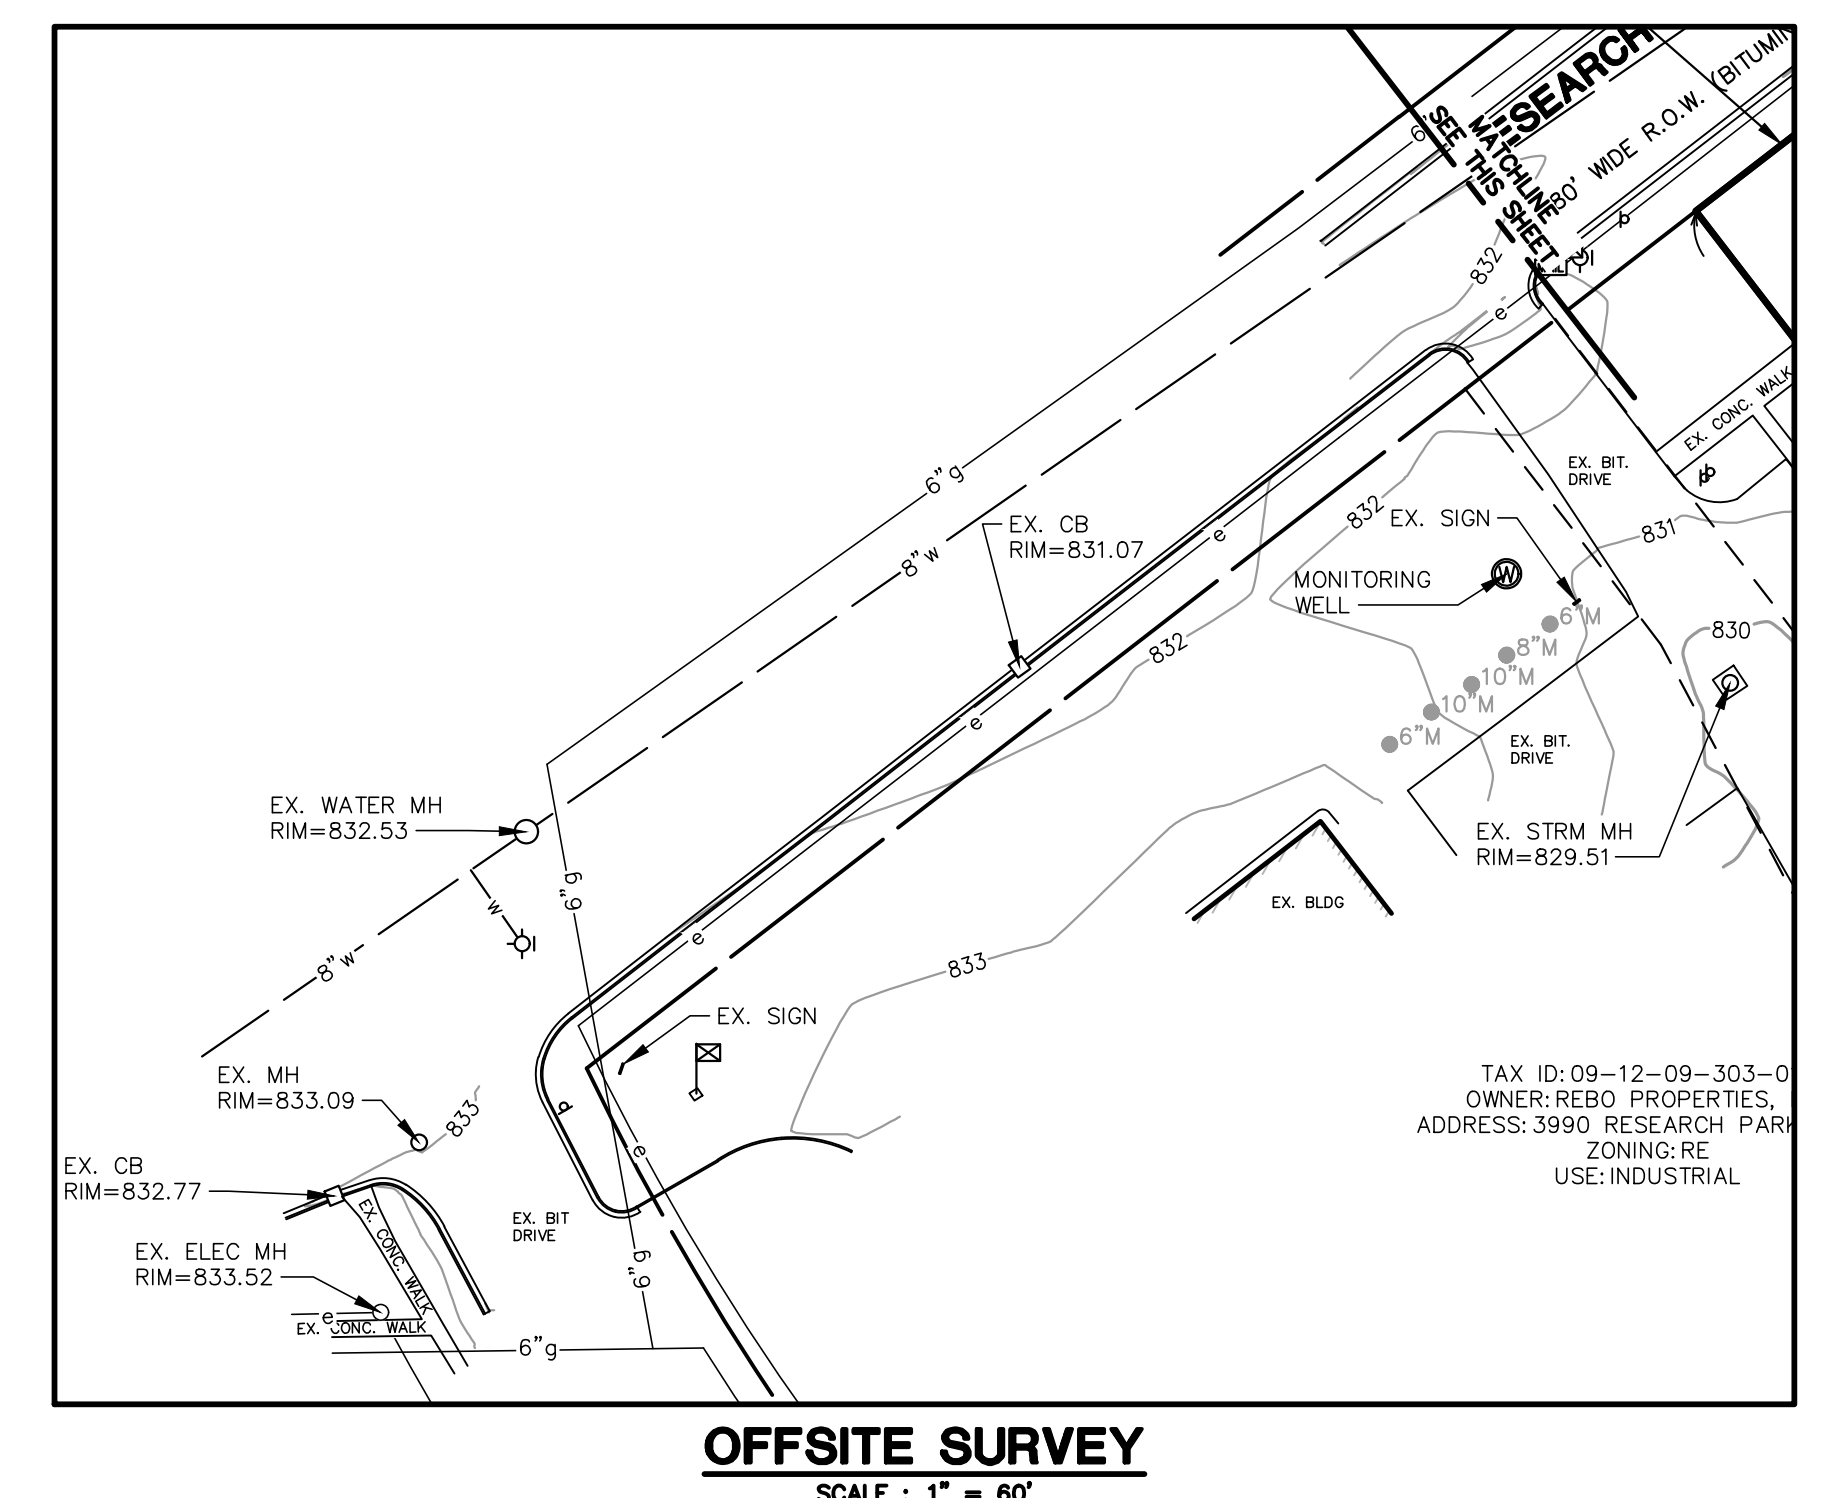 SEARCH
(BITUMIN
80' WIDE R.O.W.
MATCHLINE
SEE THIS SHEET
6"
832
e
EX. CONC. WALK
6"g
EX. CB
RIM=831.07
8"w
e
832
EX. BIT.
DRIVE
EX. SIGN
831
MONITORING
WELL
W
6"M
8"M
10"M
10"M
6"M
830
832
e
EX. BIT.
DRIVE
EX. WATER MH
RIM=832.53
EX. STRM MH
RIM=829.51
6"g
w
EX. BLDG
e
8"w
833
EX. SIGN
EX. MH
RIM=833.09
833
TAX ID: 09-12-09-303-0
OWNER: REBO PROPERTIES,
ADDRESS: 3990 RESEARCH PARK
ZONING: RE
USE: INDUSTRIAL
e
EX. CB
RIM=832.77
EX. CONC. WALK
EX. BIT
DRIVE
EX. ELEC MH
RIM=833.52
6"g
e
EX. CONC. WALK
6"g
OFFSITE SURVEY
SCALE : 1" = 60'